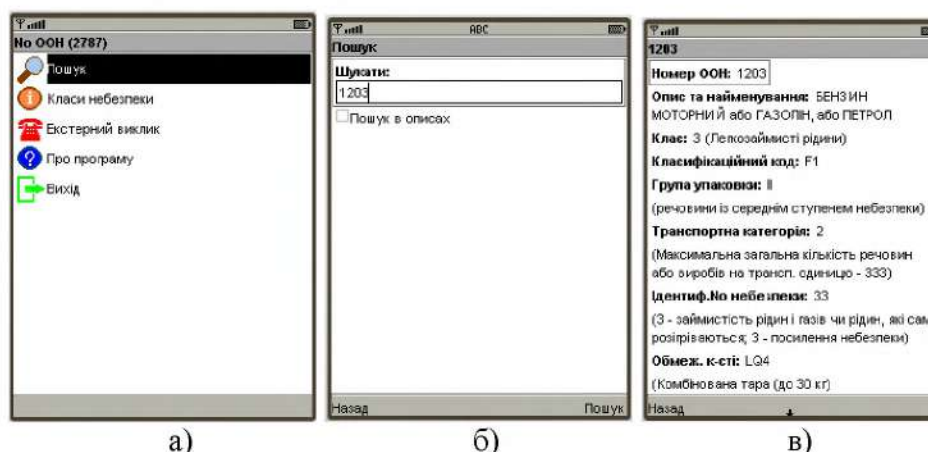 No ООН (2787)
Пошук
Класи небезпеки
Екстерний виклик
Про програму
Вихід
а)
ABC
Пошук
Шукати:
1203
Пошук в описах
Назад Пошук
б)
1203
Номер ООН: 1203
Опис та найменування: БЕНЗИН
МОТОРНИЙ або ГАЗОЛІН, або ПЕТРОЛ
Клас: 3 (Легкозаймисті рідини)
Класифікаційний код: F1
Група упаковки: II
(речовини із середнім ступенем небезпеки)
Транспортна категорія: 2
(Максимальна загальна кількість речовин
або виробів на трансп. одиницю - 333)
Ідентиф.No небезпеки: 33
(3 - займистість рідин і газів чи рідин, які сам
розігріваються; 3 - посилення небезпеки)
Обмеж. к-сті: LQ4
(Комбінована тара (до 30 кг)
Назад
в)